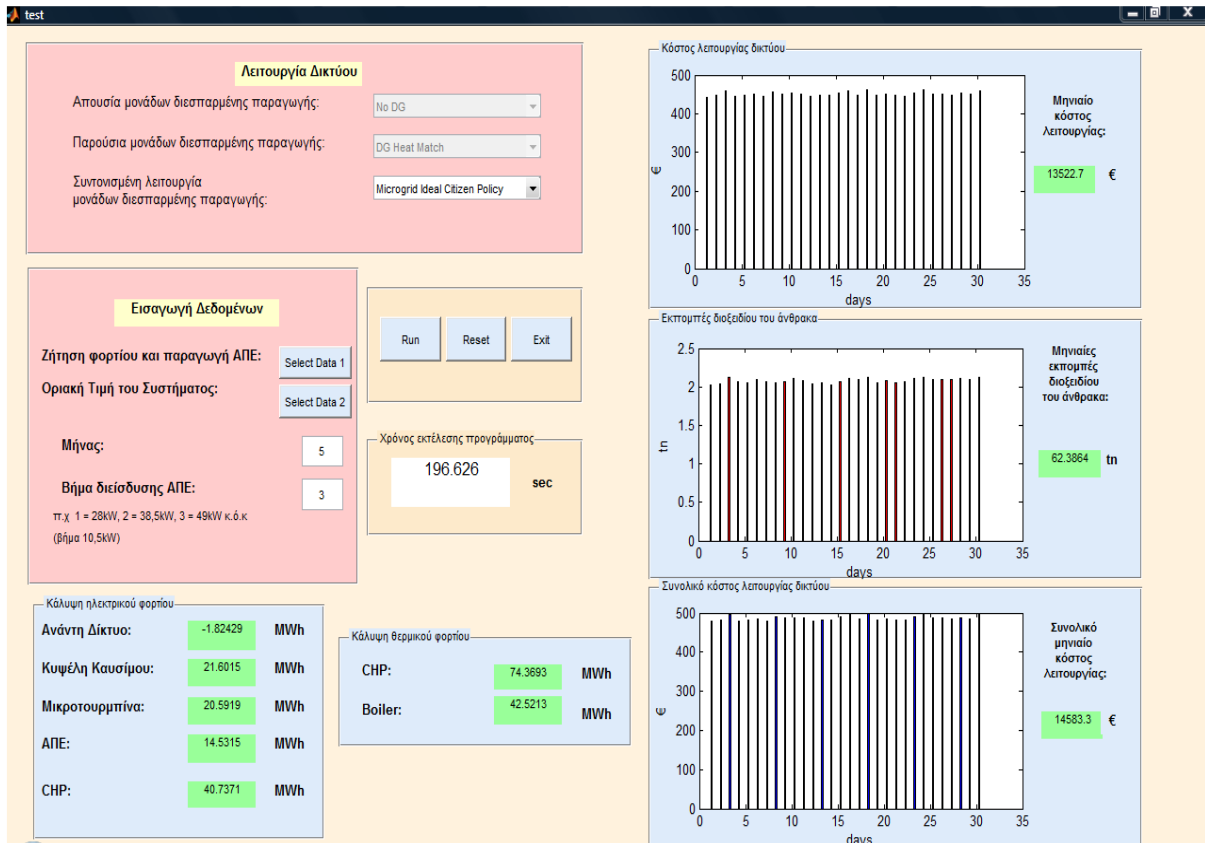 test
Λειτουργία Δικτύου
Απουσία μονάδων διεσπαρμένης παραγωγής:
No DG
Παρούσια μονάδων διεσπαρμένης παραγωγής:
DG Heat Match
Συντονισμένη λειτουργία
μονάδων διεσπαρμένης παραγωγής:
Microgrid Ideal Citizen Policy
Εισαγωγή Δεδομένων
Ζήτηση φορτίου και παραγωγή ΑΠΕ:
Select Data 1
Οριακή Τιμή του Συστήματος:
Select Data 2
Μήνας:
5
Βήμα διείσδυσης ΑΠΕ:
3
π.χ 1 = 28kW, 2 = 38,5kW, 3 = 49kW κ.ό.κ
(βήμα 10,5kW)
Run
Reset
Exit
Χρόνος εκτέλεσης προγράμματος
196.626
sec
Κάλυψη ηλεκτρικού φορτίου
Ανάντη Δίκτυο:
-1.82429
MWh
Κυψέλη Καυσίμου:
21.6015
MWh
Μικροτουρμπίνα:
20.5919
MWh
ΑΠΕ:
14.5315
MWh
CHP:
40.7371
MWh
Κάλυψη θερμικού φορτίου
CHP:
74.3693
MWh
Boiler:
42.5213
MWh
Κόστος λειτουργίας δικτύου
500
400
300
200
100
0
€
0 5 10 15 20 25 30 35
days
Μηνιαίο
κόστος
λειτουργίας:
13522.7
€
Εκπομπές διοξειδίου του άνθρακα
2.5
2
1.5
1
0.5
0
tn
0 5 10 15 20 25 30 35
days
Μηνιαίες
εκπομπές
διοξειδίου
του άνθρακα:
62.3864
tn
Συνολικό κόστος λειτουργίας δικτύου
500
400
300
200
100
0
€
0 5 10 15 20 25 30 35
days
Συνολικό
μηνιαίο
κόστος
λειτουργίας:
14583.3
€